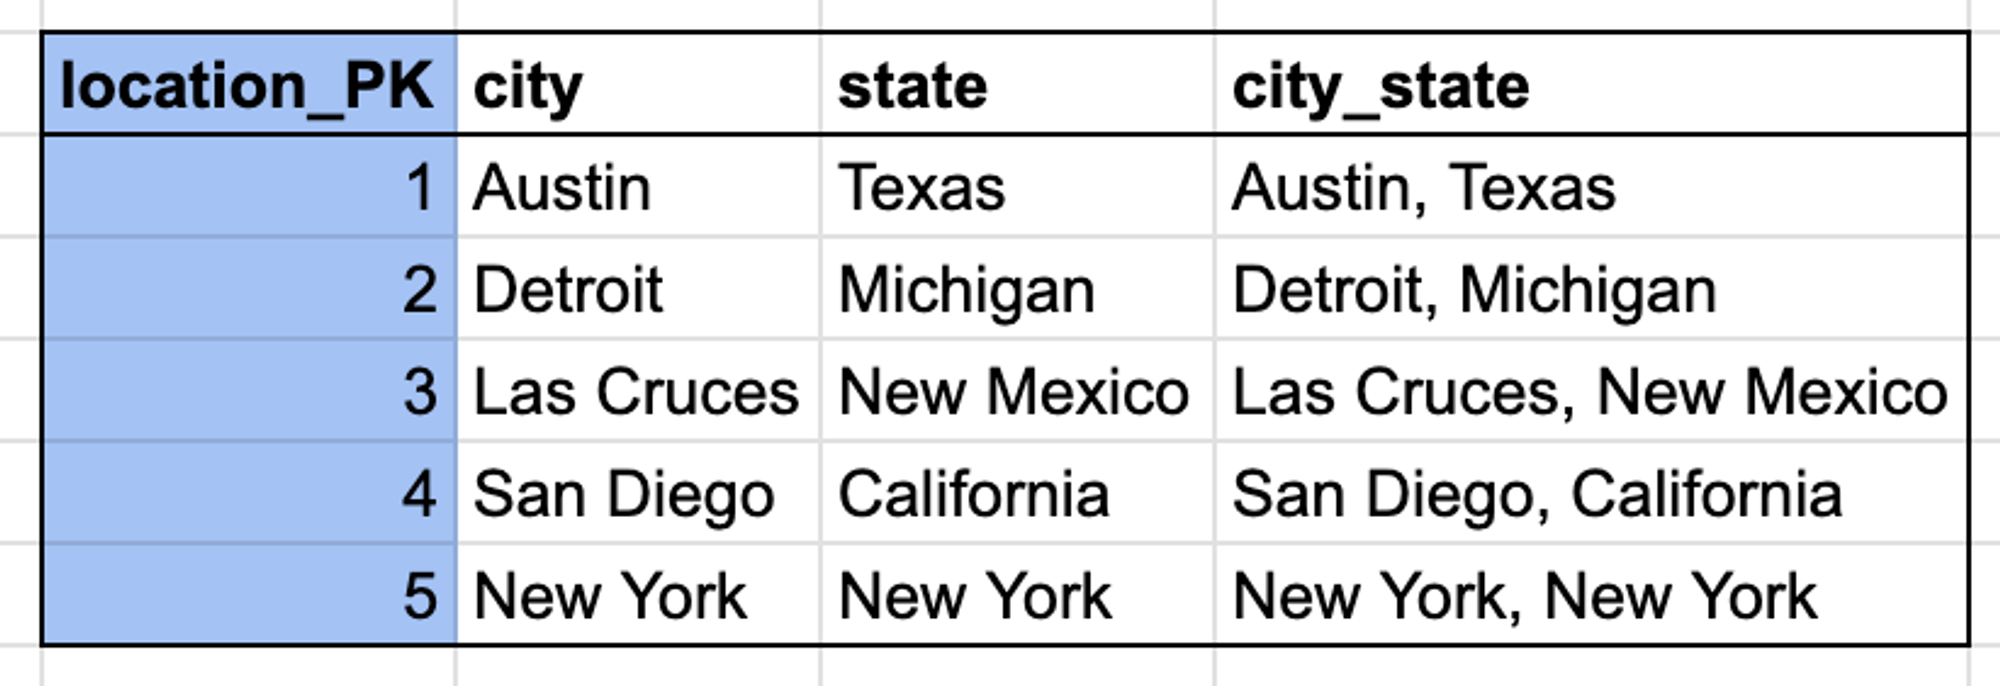 location_PK city state city_state
1 Austin Texas Austin, Texas
2 Detroit Michigan Detroit, Michigan
3 Las Cruces New Mexico Las Cruces, New Mexico
4 San Diego California San Diego, California
5 New York New York New York, New York